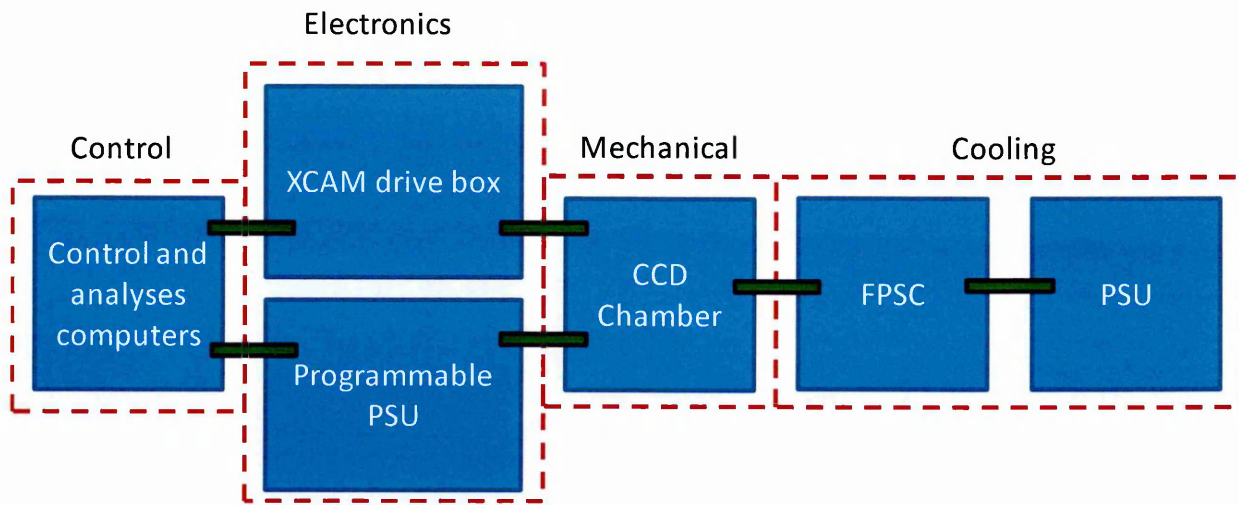 Electronics
Control
Mechanical
Cooling
XCAM drive box
Control and
analyses
computers
CCD
Chamber
FPSC
PSU
Programmable
PSU